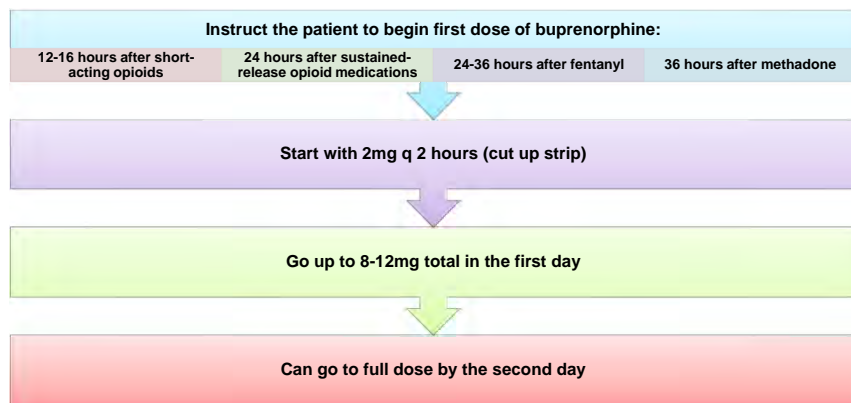 Instruct the patient to begin first dose of buprenorphine:
12-16 hours after short-
acting opioids
24 hours after sustained-
release opioid medications
24-36 hours after fentanyl
36 hours after methadone
Start with 2mg q 2 hours (cut up strip)
Go up to 8-12mg total in the first day
Can go to full dose by the second day